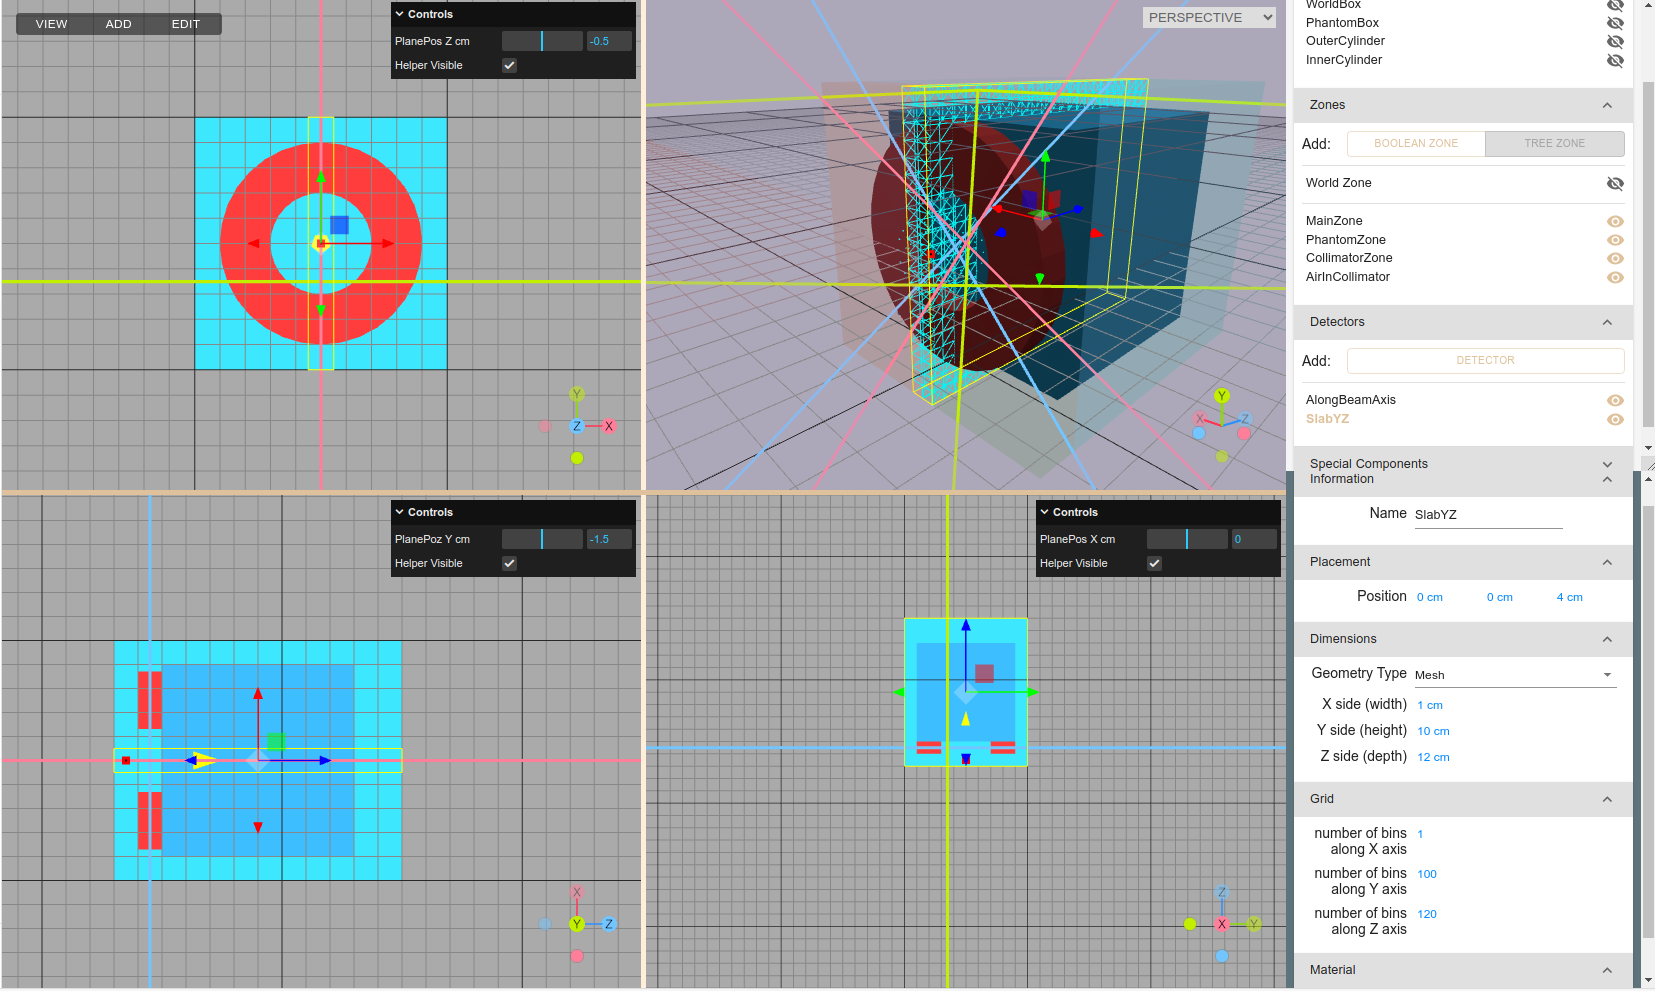 VIEW ADD EDIT
Controls
PlanePos Z cm -0.5
Helper Visible
Y
Z
X
PERSPECTIVE
Y
X
Z
Controls
PlanePoz Y cm -1.5
Helper Visible
X
Y
Z
Controls
PlanePos X cm 0
Helper Visible
Z
X
Y
WorldBox
PhantomBox
OuterCylinder
InnerCylinder
Zones
Add: BOOLEAN ZONE TREE ZONE
World Zone
MainZone
PhantomZone
CollimatorZone
AirInCollimator
Detectors
Add: DETECTOR
AlongBeamAxis
SlabYZ
Special Components
Information
Name SlabYZ
Placement
Position 0 cm 0 cm 4 cm
Dimensions
Geometry Type Mesh
X side (width) 1 cm
Y side (height) 10 cm
Z side (depth) 12 cm
Grid
number of bins 1
along X axis
number of bins 100
along Y axis
number of bins 120
along Z axis
Material